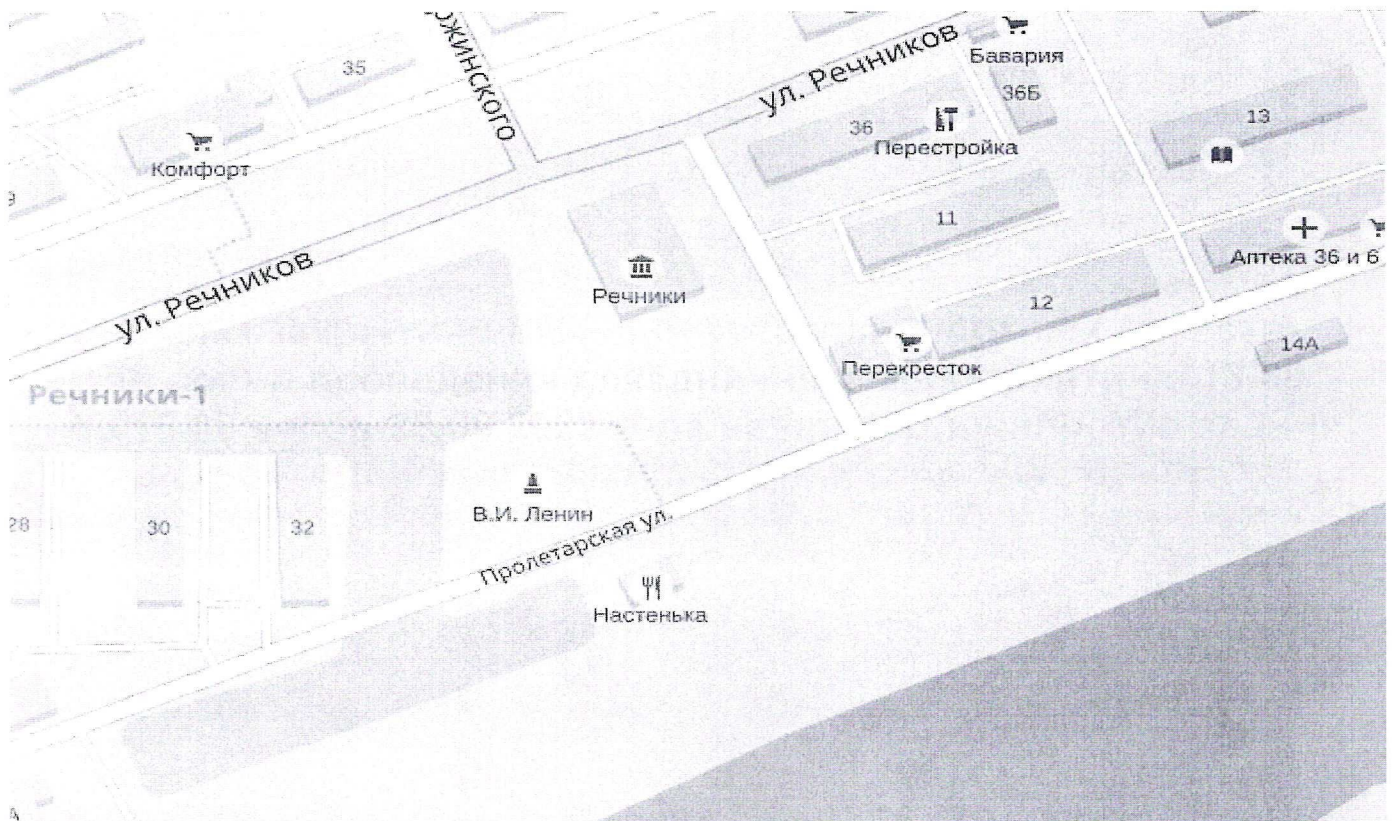 ул. Речников
Бавария
35
36Б
13
36
Перестройка
Комфорт
11
Аптека 36 и 6
ул. Речников
Речники
12
14А
Перекресток
Речники-1
В.И. Ленин
28
30
32
Пролетарская ул.
Настенька